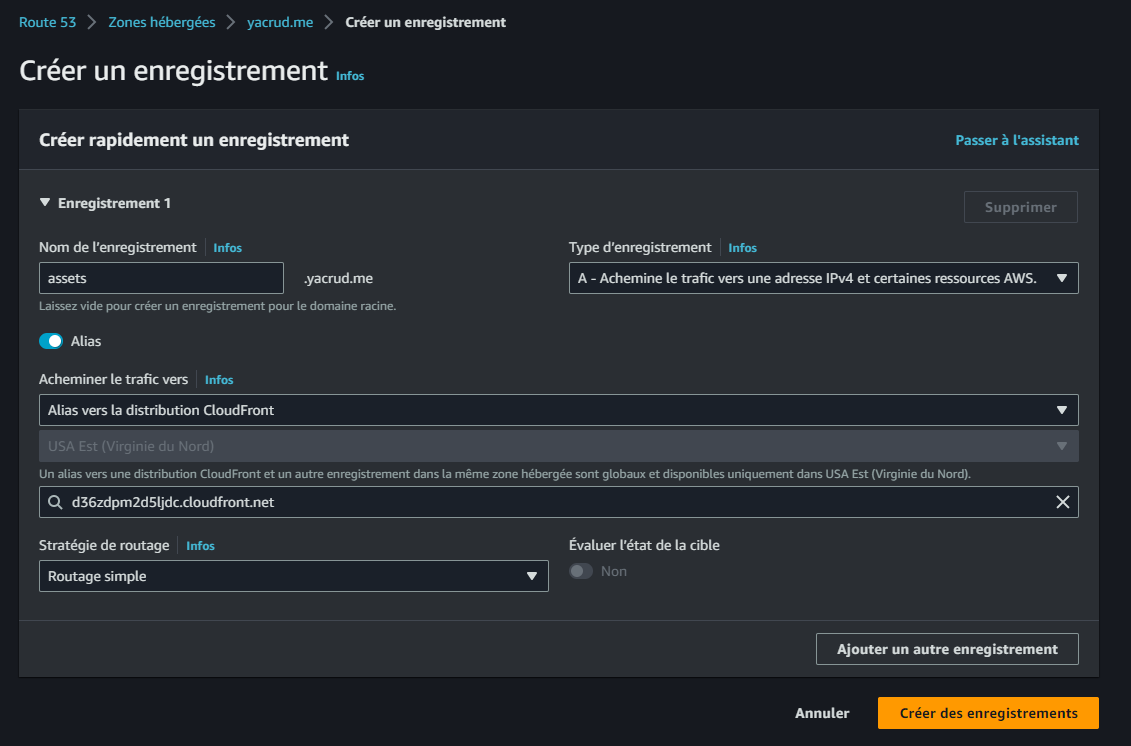 Route 53 > Zones hébergées > yacrud.me > Créer un enregistrement
Créer un enregistrement Infos
Créer rapidement un enregistrement
Passer à l'assistant
Enregistrement 1
Supprimer
Nom de l'enregistrement Infos
assets .yacrud.me
Laissez vide pour créer un enregistrement pour le domaine racine.
Type d'enregistrement Infos
A - Achemine le trafic vers une adresse IPv4 et certaines ressources AWS.
Alias
Acheminer le trafic vers Infos
Alias vers la distribution CloudFront
USA Est (Virginie du Nord)
Un alias vers une distribution CloudFront et un autre enregistrement dans la même zone hébergée sont globaux et disponibles uniquement dans USA Est (Virginie du Nord).
d36zdpm2d5ljdc.cloudfront.net
Stratégie de routage Infos
Routage simple
Évaluer l'état de la cible
Non
Ajouter un autre enregistrement
Annuler
Créer des enregistrements